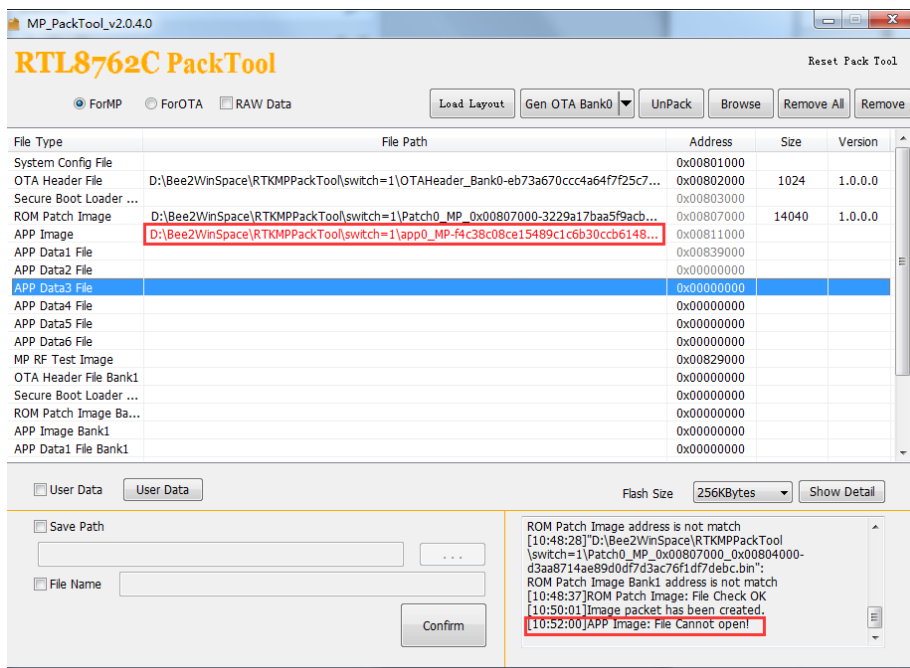 MP_PackTool_v2.0.4.0
RTL8762C PackTool
Reset Pack Tool
ForMP ForOTA RAW Data Load Layout Gen OTA Bank0 UnPack Browse Remove All Remove
File Type File Path Address Size Version
System Config File 0x00801000
OTA Header File D:\Bee2WinSpace\RTKMPPackTool\switch=1\OTAHeader_Bank0-eb73a670ccc4a64f7f25c7... 0x00802000 1024 1.0.0.0
Secure Boot Loader ... 0x00803000
ROM Patch Image D:\Bee2WinSpace\RTKMPPackTool\switch=1\Patch0_MP_0x00807000-3229a17baa5f9acb... 0x00807000 14040 1.0.0.0
APP Image D:\Bee2WinSpace\RTKMPPackTool\switch=1\app0_MP-f4c38c08ce15489c1c6b30ccb6148... 0x00811000
APP Data1 File 0x00839000
APP Data2 File 0x00000000
APP Data3 File 0x00000000
APP Data4 File 0x00000000
APP Data5 File 0x00000000
APP Data6 File 0x00000000
MP RF Test Image 0x00829000
OTA Header File Bank1 0x00000000
Secure Boot Loader ... 0x00000000
ROM Patch Image Ba... 0x00000000
APP Image Bank1 0x00000000
APP Data1 File Bank1 0x00000000
User Data User Data Flash Size 256KBytes Show Detail
Save Path
...
File Name
Confirm
ROM Patch Image address is not match
[10:48:28]"D:\Bee2WinSpace\RTKMPPackTool
\switch=1\Patch0_MP_0x00807000_0x00804000-
d3aa8714ae89d0df7d3ac76f1df7debc.bin":
ROM Patch Image Bank1 address is not match
[10:48:37]ROM Patch Image: File Check OK
[10:50:01]Image packet has been created.
[10:52:00]APP Image: File Cannot open!